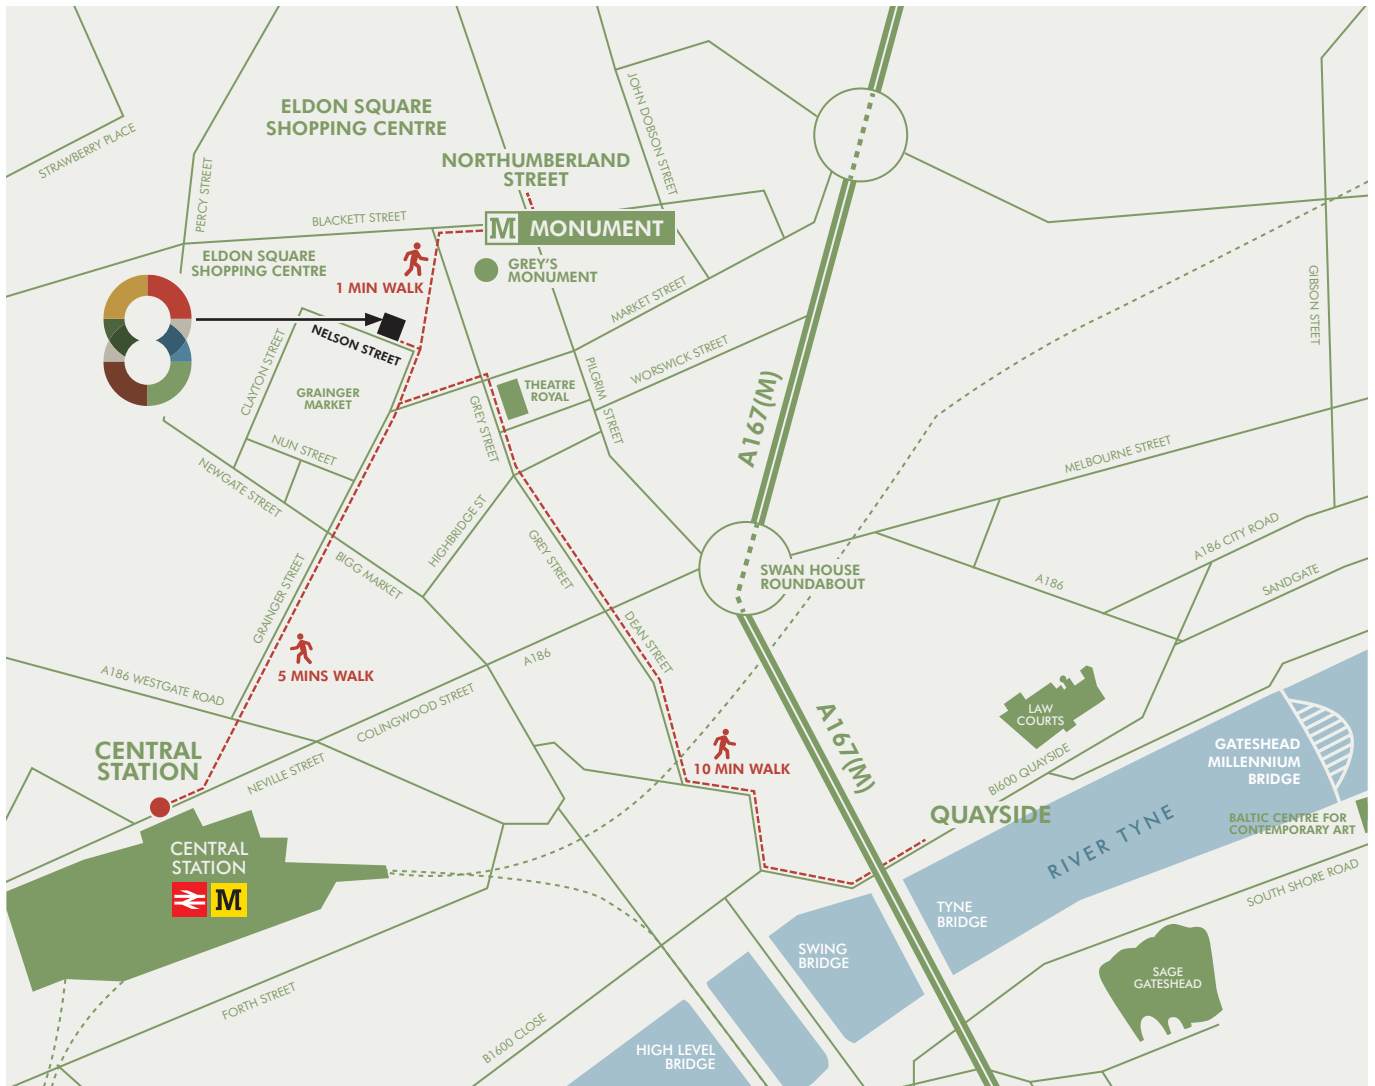 STRAWBERRY PLACE
ELDON SQUARE
SHOPPING CENTRE
JOHN DOBSON STREET
NORTHUMBERLAND
STREET
PERCY STREET
BLACKETT STREET
M MONUMENT
ELDON SQUARE
SHOPPING CENTRE
GREY'S
MONUMENT
1 MIN WALK
MARKET STREET
GIBSON STEET
NELSON STREET
CLAYTON STREET
GRAINGER
MARKET
THEATRE
ROYAL
PILGRIM STREET
WORSWICK STREET
A167(M)
GREY STREET
NUN STREET
NEWGATE STREET
MELBOURNE STREET
HIGHBRIDGE ST
GREY STREET
A186 CITY ROAD
BIGG MARKET
SWAN HOUSE
ROUNDABOUT
A186
SANDGATE
GRAINGER STREET
DEAN STREET
A186
5 MINS WALK
A186 WESTGATE ROAD
COLINGWOOD STREET
LAW
COURTS
CENTRAL
STATION
NEVILLE STREET
10 MIN WALK
A167(M)
GATESHEAD
MILLENNIUM
BRIDGE
BI600 QUAYSIDE
QUAYSIDE
RIVER TYNE
BALTIC CENTRE FOR
CONTEMPORARY ART
CENTRAL
STATION
M
SOUTH SHORE ROAD
TYNE
BRIDGE
SWING
BRIDGE
SAGE
GATESHEAD
FORTH STREET
B1600 CLOSE
HIGH LEVEL
BRIDGE